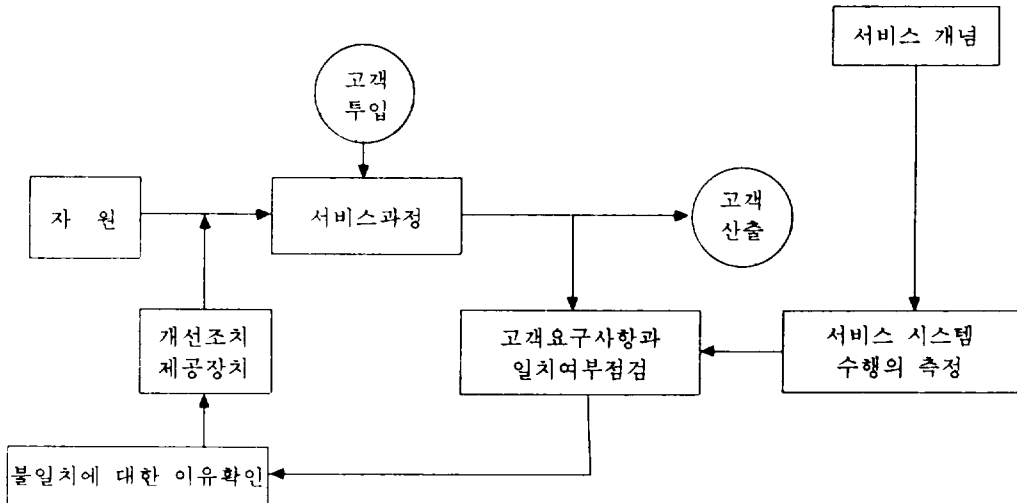 서비스 개념
고객
투입
자 원
서비스과정
고객
산출
개선조치
제공장치
고객요구사항과
일치여부점검
서비스 시스템
수행의 측정
불일치에 대한 이유확인